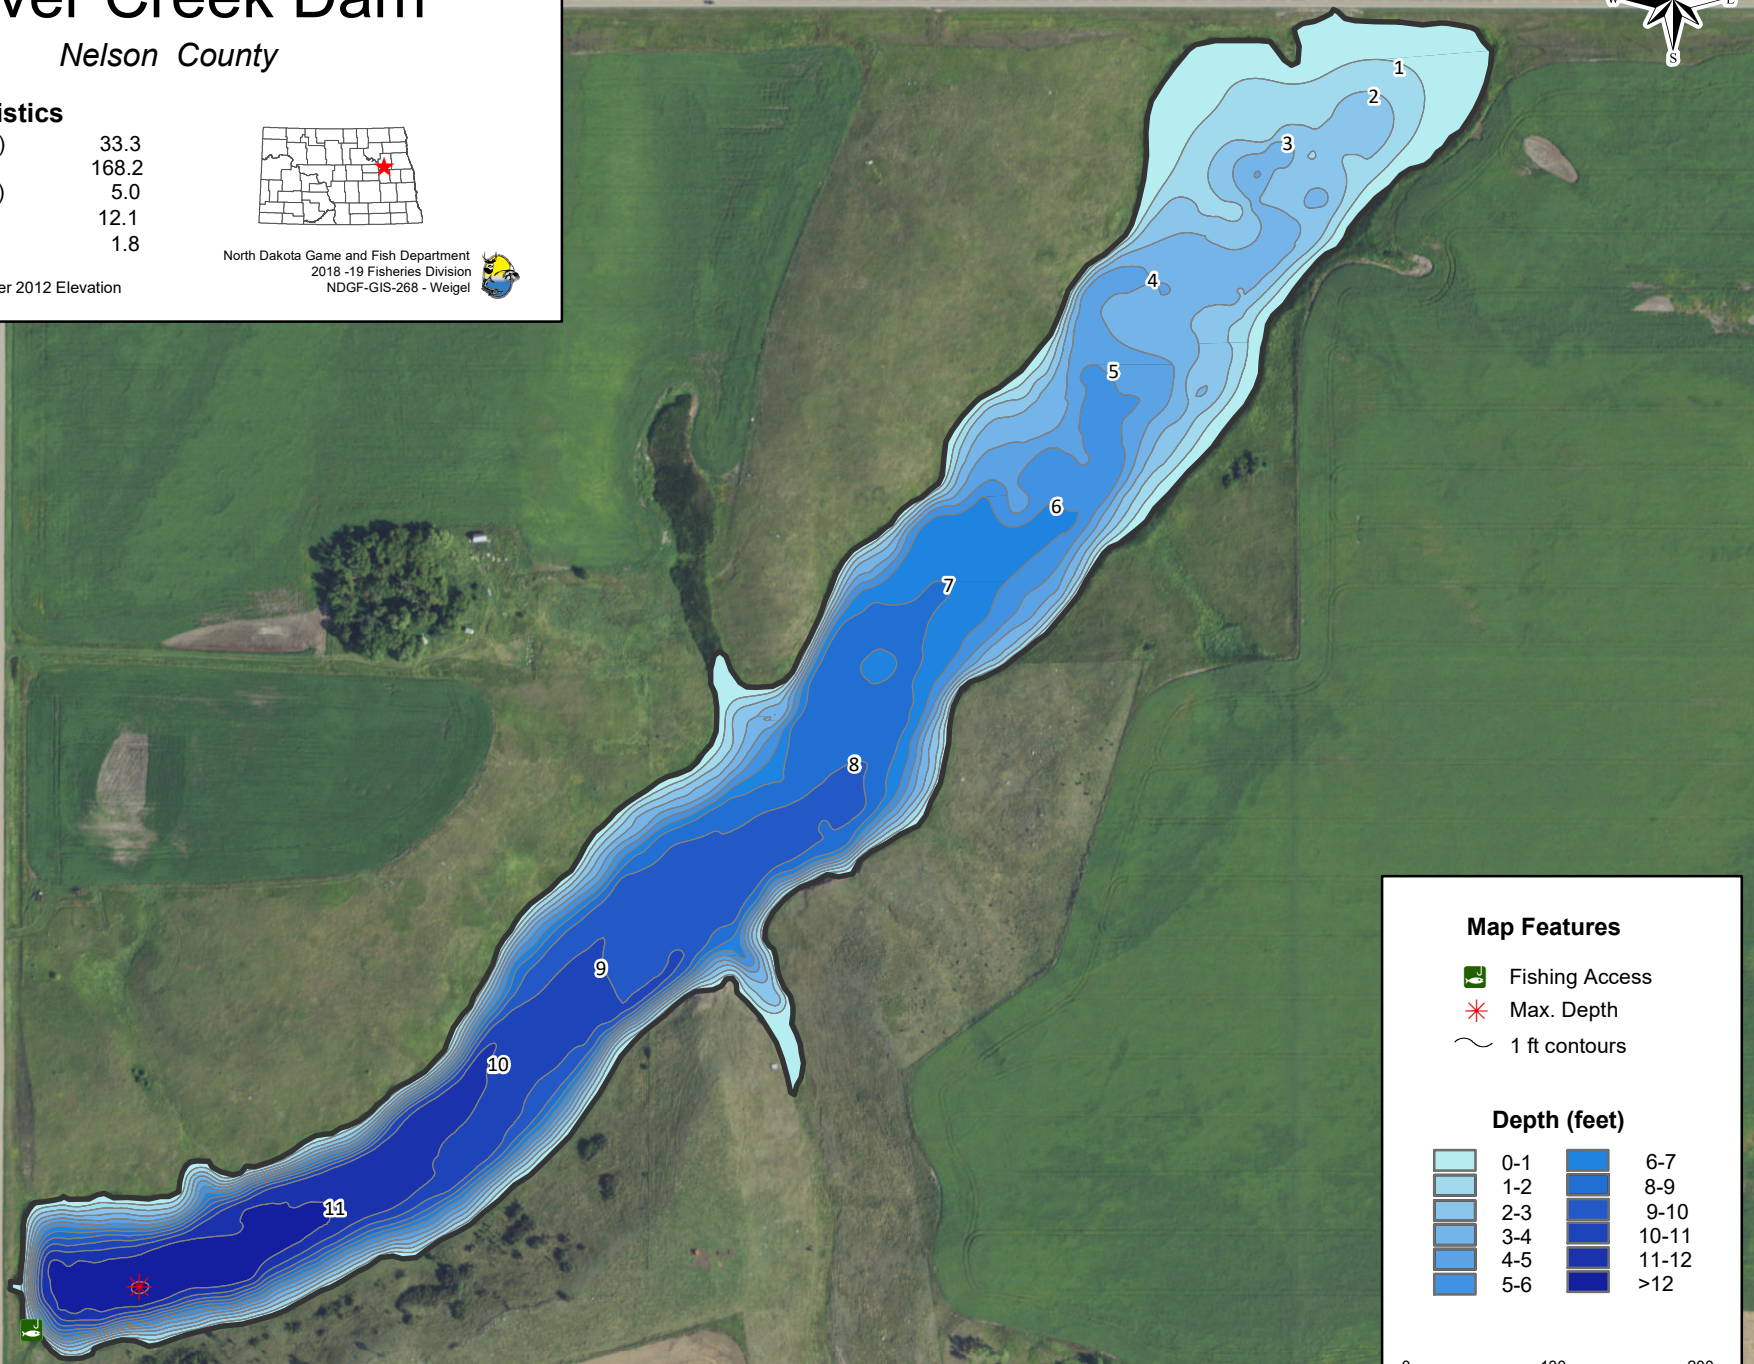 Creek Dam
Nelson County
33.3
168.2
5.0
12.1
1.8
North Dakota Game and Fish Department
2018 -19 Fisheries Division
NDGF-GIS-268 - Weigel
2012 Elevation
S
1
2
3
4
5
6
7
8
9
10
11
Map Features
Fishing Access
Max. Depth
1 ft contours
Depth (feet)
0-1 6-7
1-2 8-9
2-3 9-10
3-4 10-11
4-5 11-12
5-6 >12